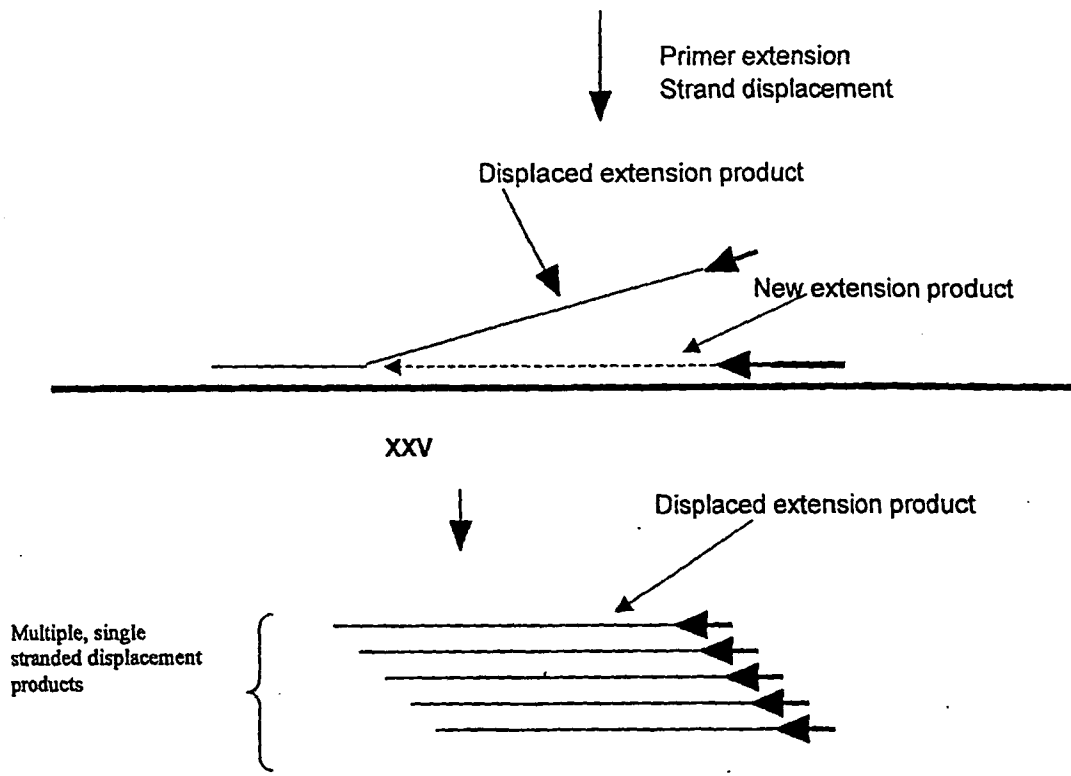 Primer extension
Strand displacement
Displaced extension product
New extension product
XXV
Displaced extension product
Multiple, single
stranded displacement
products